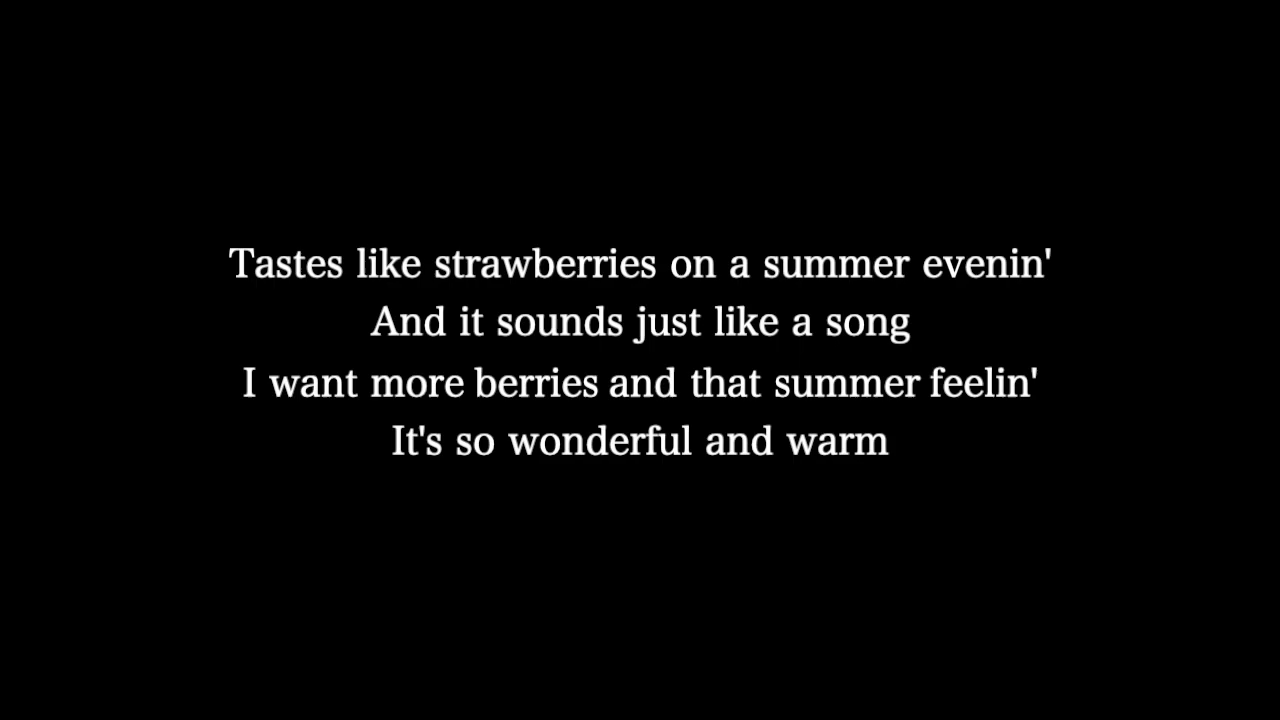 Tastes like strawberries on a summer evenin'
And it sounds just like a song
I want more berries and that summer feelin'
It's so wonderful and warm